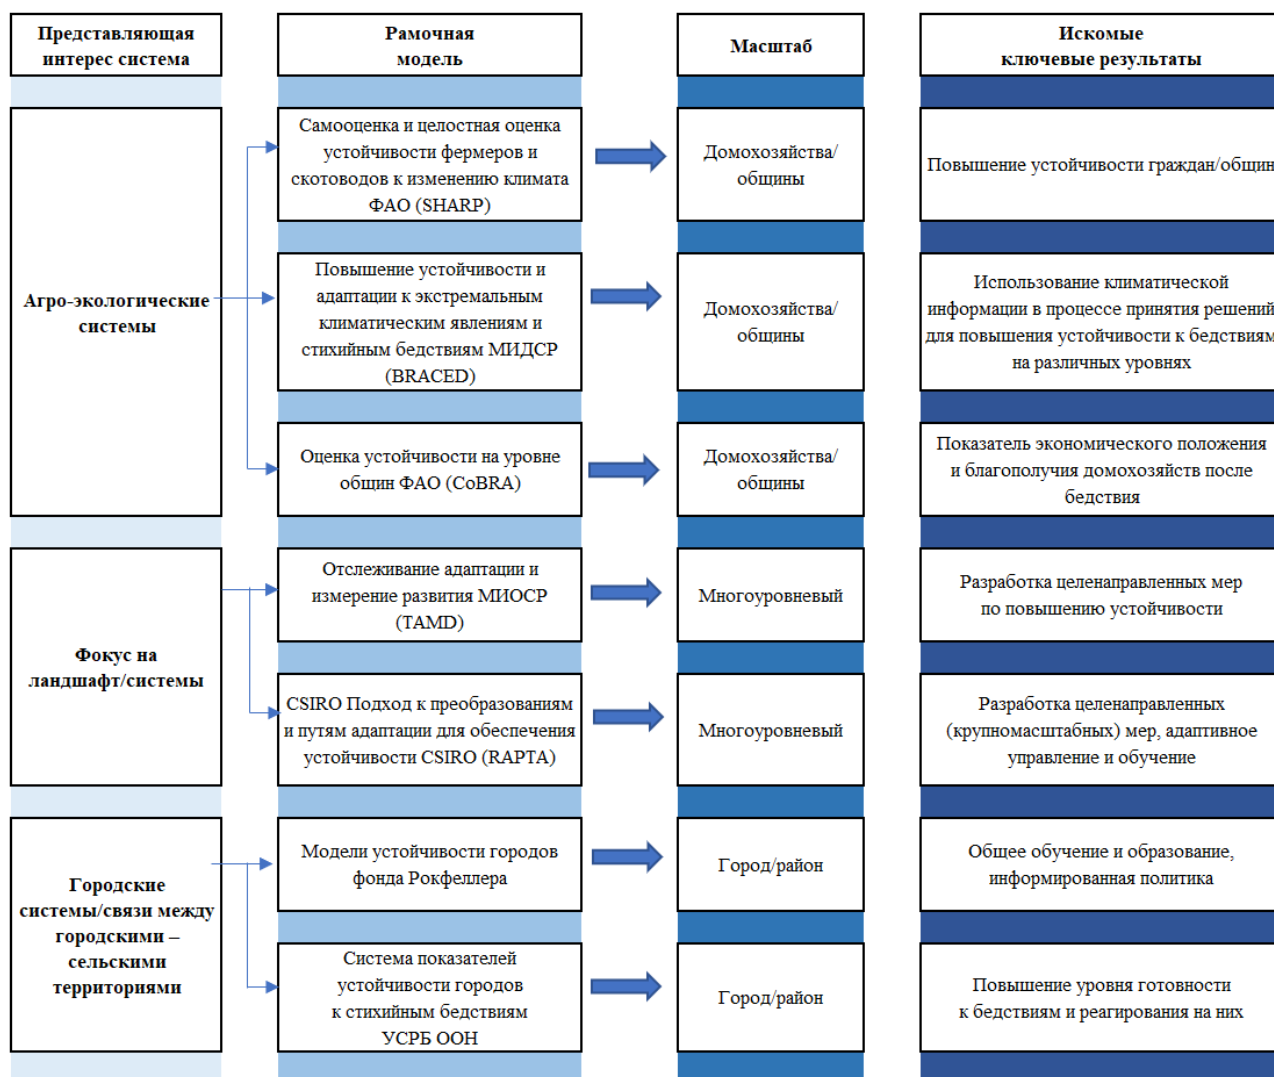 Представляющая
интерес система
Рамочная
модель
Масштаб
Искомые
ключевые результаты
Агро-экологические
системы
Самооценка и целостная оценка
устойчивости фермеров и
скотоводов к изменению климата
ФАО (SHARP)
Домохозяйства/
общины
Повышение устойчивости граждан/общин
Повышение устойчивости и
адаптации к экстремальным
климатическим явлениям и
стихийным бедствиям МИДСР
(BRACED)
Домохозяйства/
общины
Использование климатической
информации в процессе принятия решений
для повышения устойчивости к бедствиям
на различных уровнях
Оценка устойчивости на уровне
общин ФАО (CoBRA)
Домохозяйства/
общины
Показатель экономического положения
и благополучия домохозяйств после
бедствия
Фокус на
ландшафт/системы
Отслеживание адаптации и
измерение развития МИОСР
(TAMD)
Многоуровневый
Разработка целенаправленных мер
по повышению устойчивости
CSIRO Подход к преобразованиям
и путям адаптации для обеспечения
устойчивости CSIRO (RAPTA)
Многоуровневый
Разработка целенаправленных
(крупномасштабных) мер, адаптивное
управление и обучение
Городские
системы/связи между
городскими –
сельскими
территориями
Модели устойчивости городов
фонда Рокфеллера
Город/район
Общее обучение и образование,
информированная политика
Система показателей
устойчивости городов
к стихийным бедствиям
УСРБ ООН
Город/район
Повышение уровня готовности
к бедствиям и реагирования на них